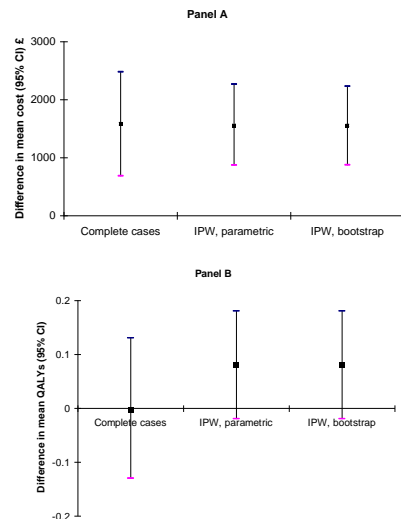 Panel A
Difference in mean cost (95% CI) £
3000
2000
1000
0
Complete cases
IPW, parametric
IPW, bootstrap
Panel B
Difference in mean QALYs (95% CI)
0.2
0.1
0
Complete cases
IPW, parametric
IPW, bootstrap
-0.1
-0.2